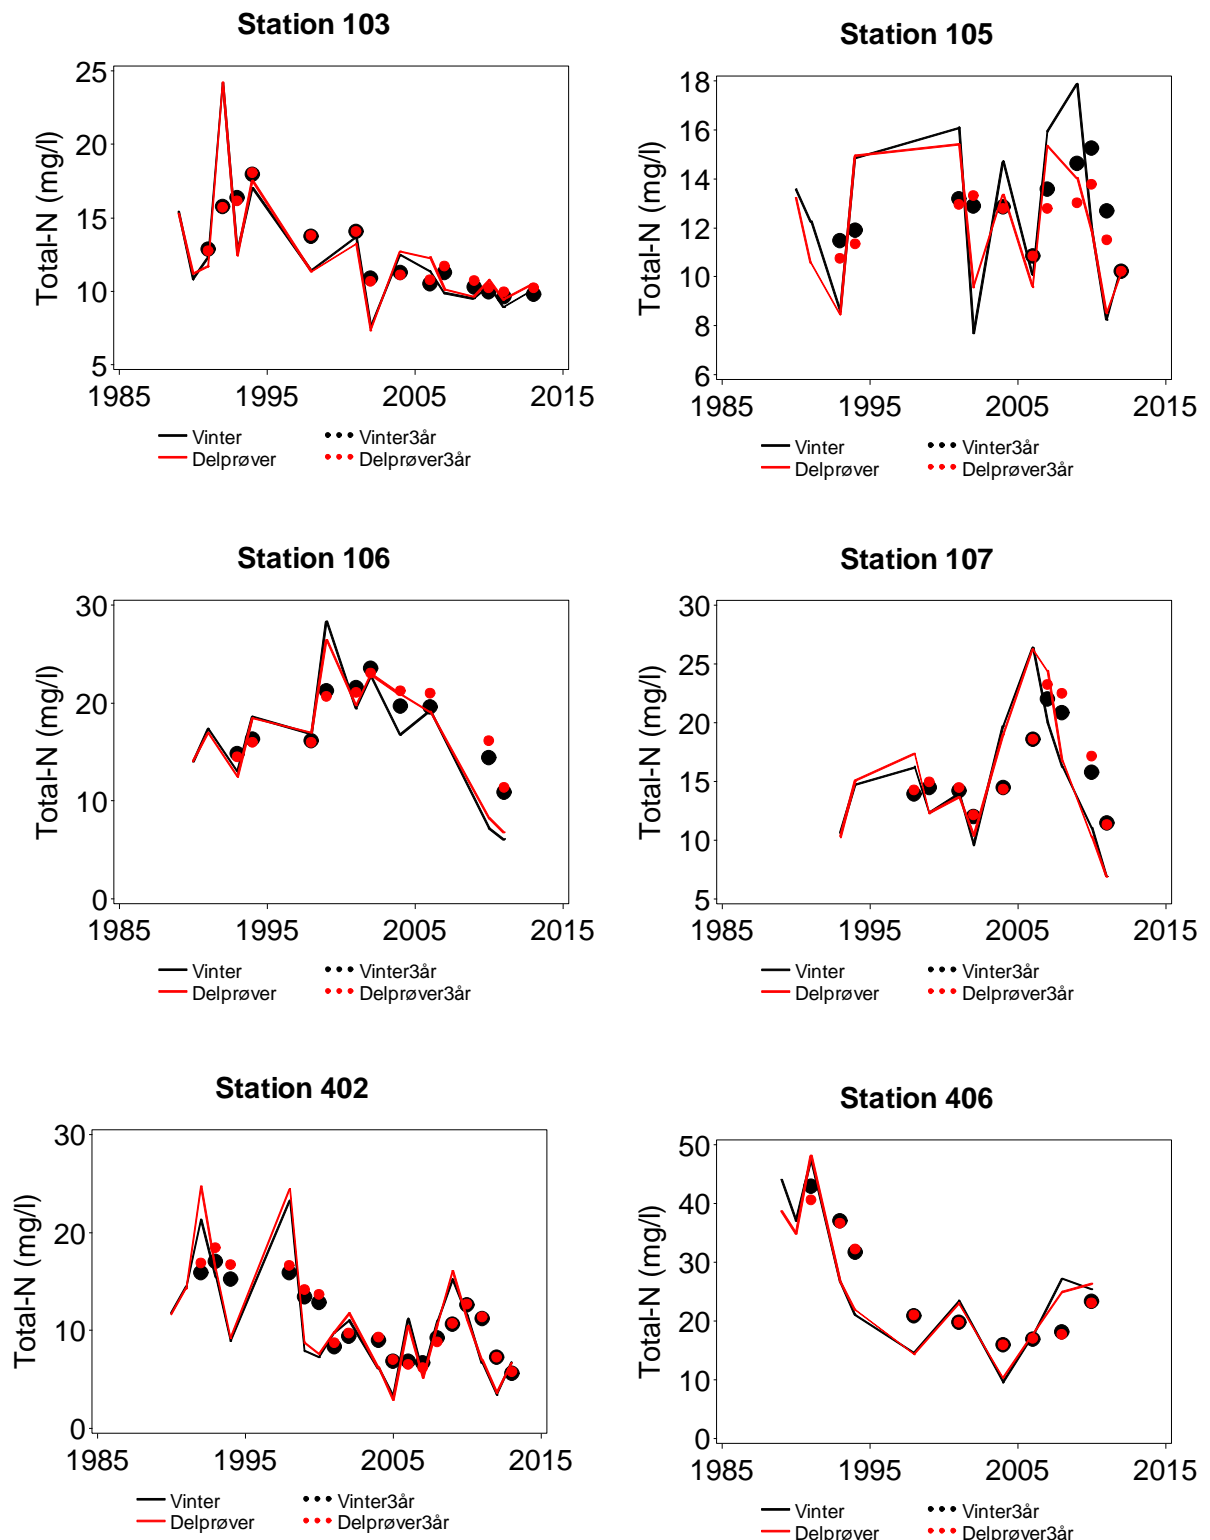 Station 103
Total-N (mg/l)
25
20
15
10
5
1985 1995 2005 2015
Vinter Vinter3år
Delprøver Delprøver3år
Station 105
Total-N (mg/l)
18
16
14
12
10
8
6
1985 1995 2005 2015
Vinter Vinter3år
Delprøver Delprøver3år
Station 106
Total-N (mg/l)
30
20
10
0
1985 1995 2005 2015
Vinter Vinter3år
Delprøver Delprøver3år
Station 107
Total-N (mg/l)
30
25
20
15
10
5
1985 1995 2005 2015
Vinter Vinter3år
Delprøver Delprøver3år
Station 402
Total-N (mg/l)
30
20
10
0
1985 1995 2005 2015
Vinter Vinter3år
Delprøver Delprøver3år
Station 406
Total-N (mg/l)
50
40
30
20
10
0
1985 1995 2005 2015
Vinter Vinter3år
Delprøver Delprøver3år